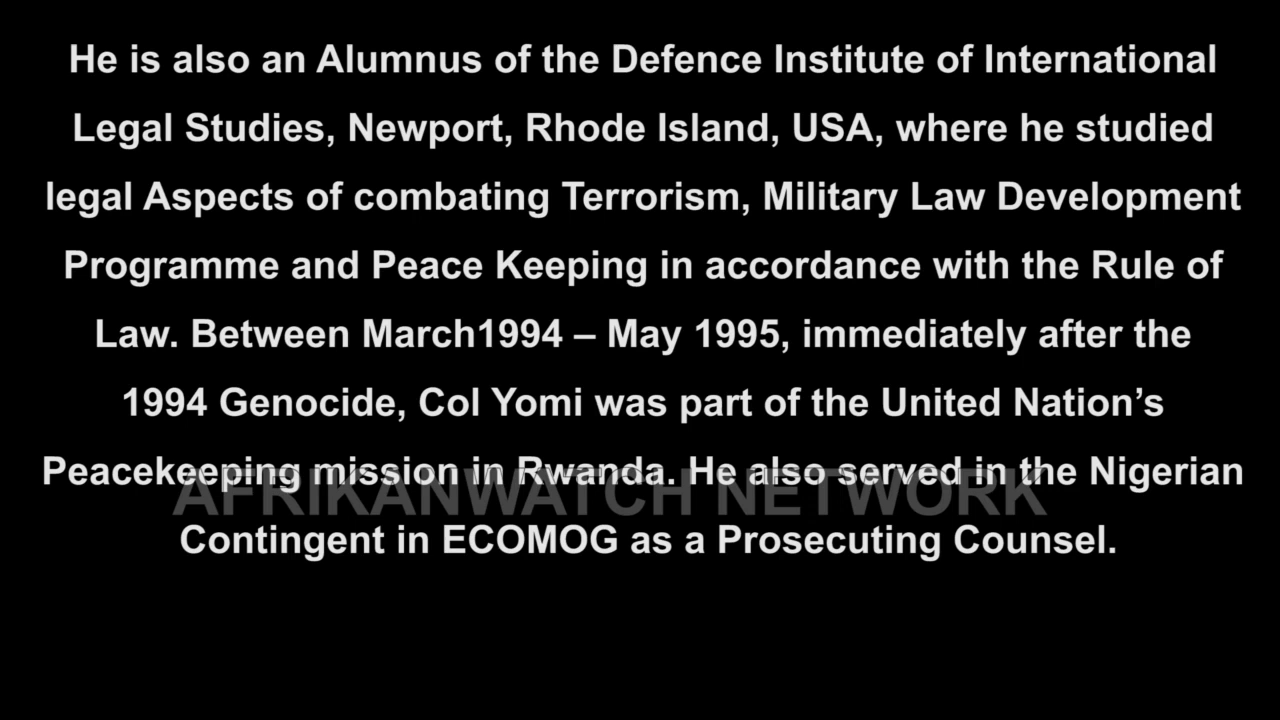 He is also an Alumnus of the Defence Institute of International
Legal Studies, Newport, Rhode Island, USA, where he studied
legal Aspects of combating Terrorism, Military Law Development
Programme and Peace Keeping in accordance with the Rule of
Law. Between March1994 – May 1995, immediately after the
1994 Genocide, Col Yomi was part of the United Nation’s
Peacekeeping mission in Rwanda. He also served in the Nigerian
AFRIKANWATCH NETWORK
Contingent in ECOMOG as a Prosecuting Counsel.